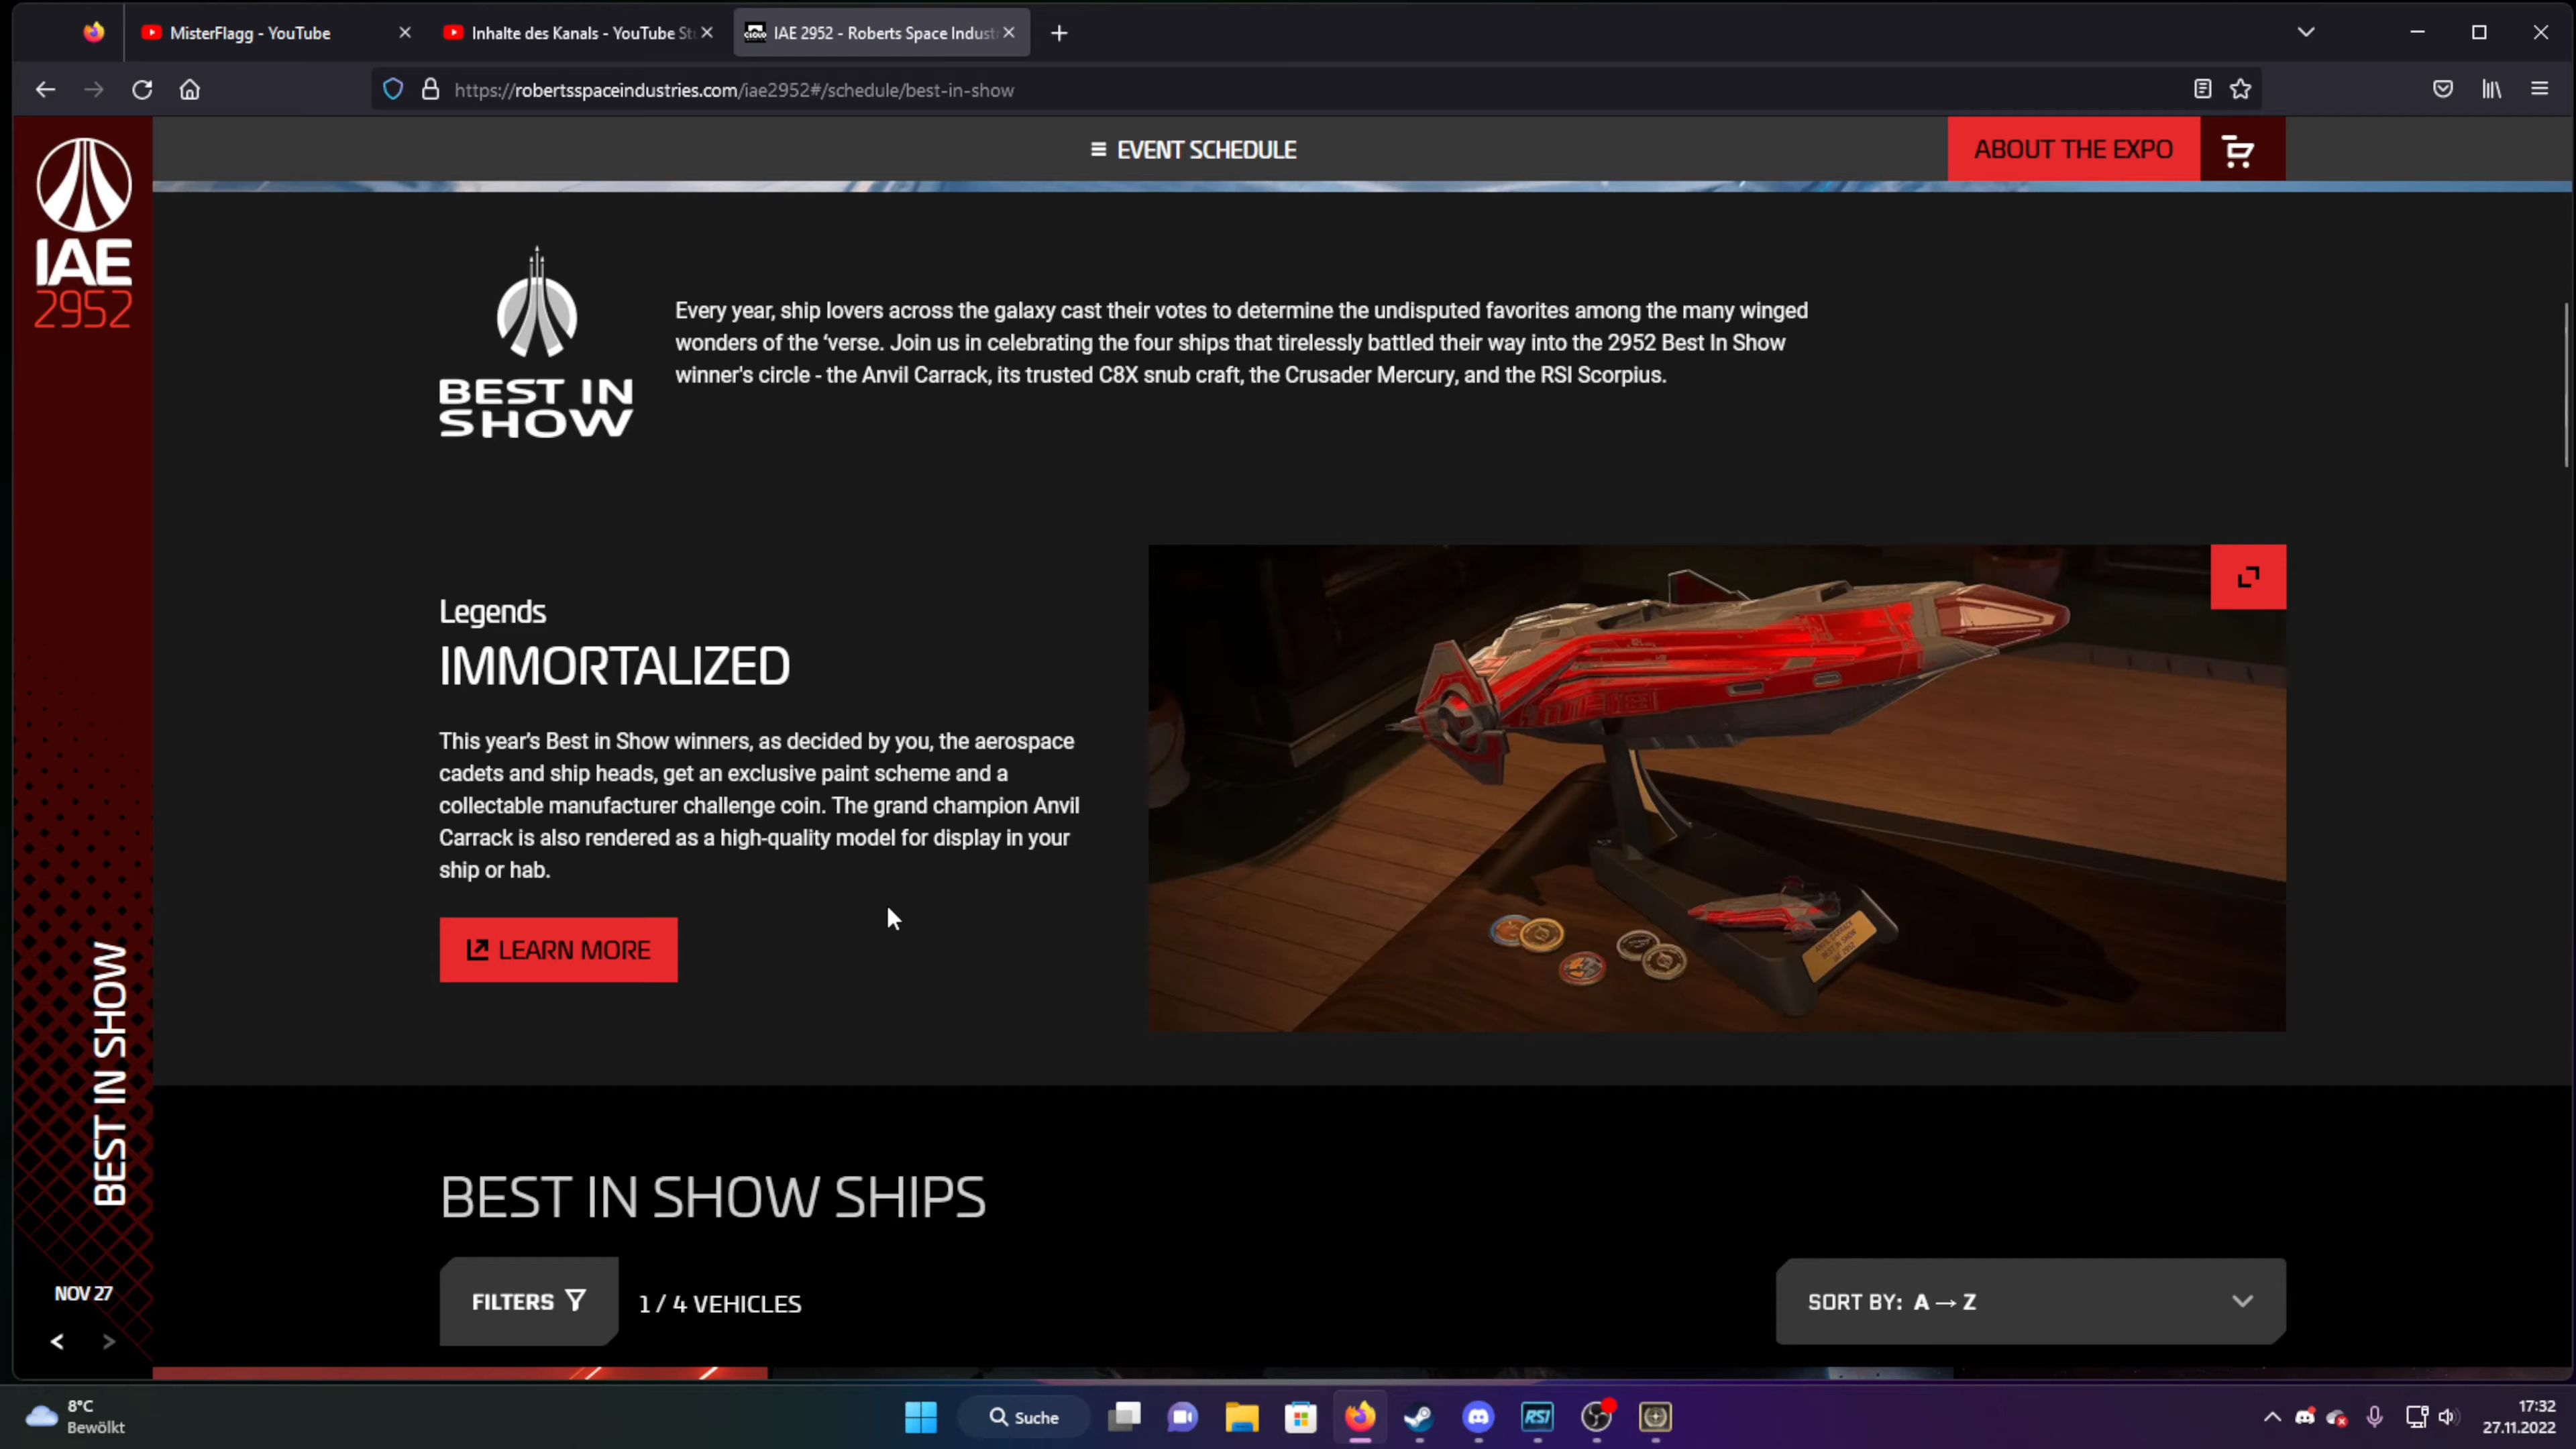 MisterFlagg - YouTube
Inhalte des Kanals - YouTube St
IAE 2952 - Roberts Space Indust
https://robertsspaceindustries.com/iae2952#/schedule/best-in-show
EVENT SCHEDULE
ABOUT THE EXPO
IAE
2952
BEST IN
SHOW
Every year, ship lovers across the galaxy cast their votes to determine the undisputed favorites among the many winged
wonders of the ‘verse. Join us in celebrating the four ships that tirelessly battled their way into the 2952 Best In Show
winner's circle - the Anvil Carrack, its trusted C8X snub craft, the Crusader Mercury, and the RSI Scorpius.
Legends
IMMORTALIZED
This year's Best in Show winners, as decided by you, the aerospace
cadets and ship heads, get an exclusive paint scheme and a
collectable manufacturer challenge coin. The grand champion Anvil
Carrack is also rendered as a high-quality model for display in your
ship or hab.
LEARN MORE
BEST IN SHOW
BEST IN SHOW SHIPS
FILTERS
1 / 4 VEHICLES
SORT BY: A → Z
NOV 27
< >
8°C
Bewölkt
Suche
RSI
17:32
27.11.2022